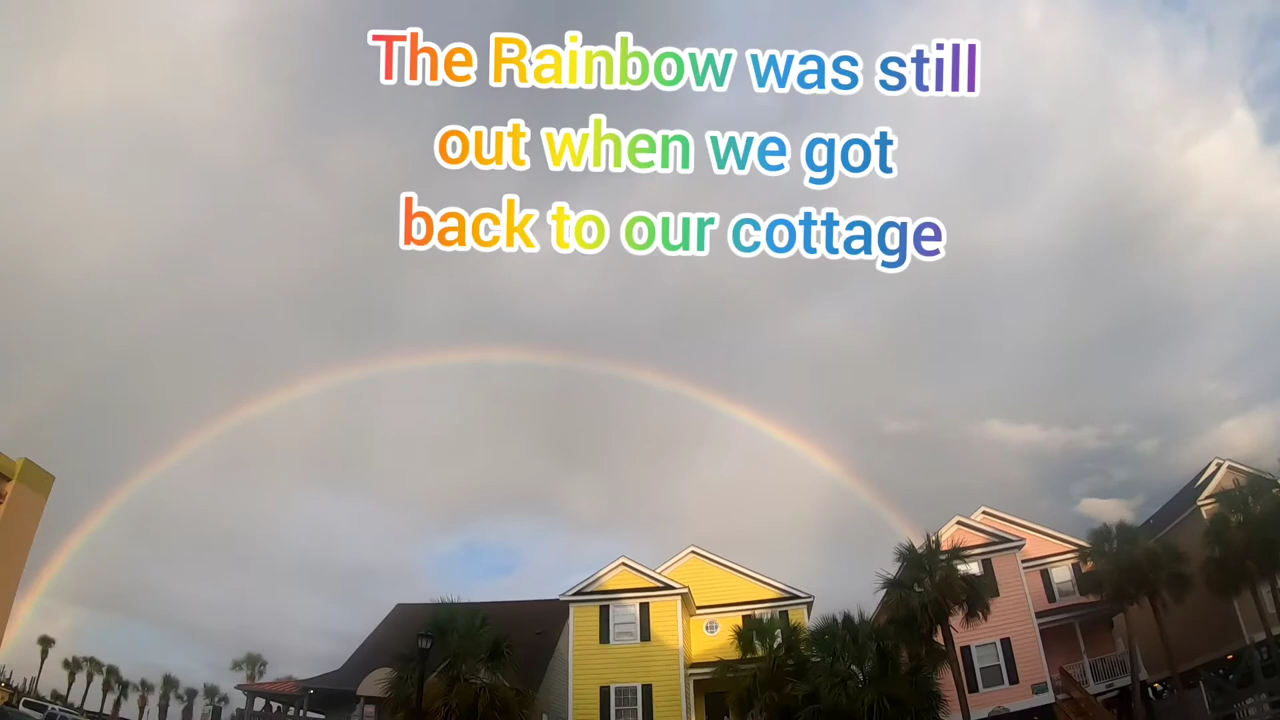 The Rainbow was still
out when we got
back to our cottage